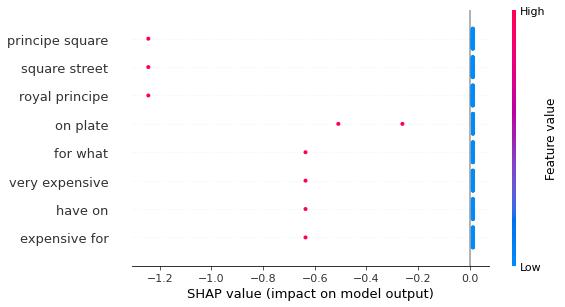 High
principe square
square street
royal principe
on plate
for what
very expensive
have on
expensive for
Feature value
Low
−1.2 −1.0 −0.8 −0.6 −0.4 −0.2 0.0
SHAP value (impact on model output)